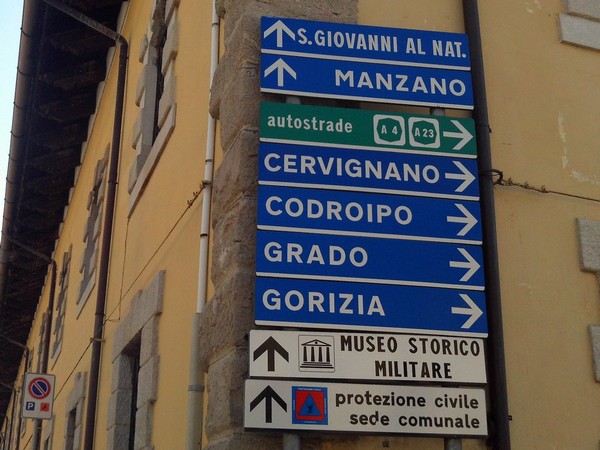 S.GIOVANNI AL NAT.
MANZANO
autostrade A4 A23
CERVIGNANO
CODROIPO
GRADO
GORIZIA
MUSEO STORICO
MILITARE
protezione civile
sede comunale